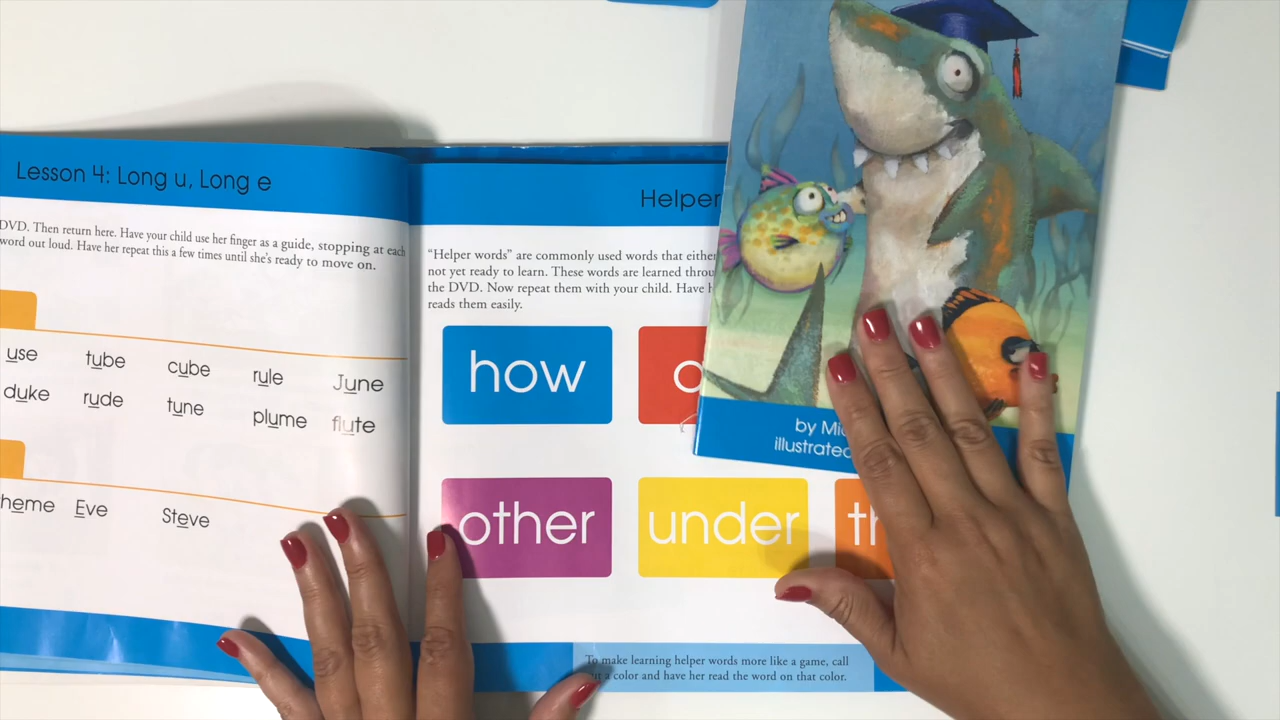 Lesson 4: Long u, Long e
DVD. Then return here. Have your child use her finger as a guide, stopping at each
word out loud. Have her repeat this a few times until she's ready to move on.
use tube cube rule June
duke rude tune plume flute
heme Eve Steve
Helper
"Helper words" are commonly used words that either
not yet ready to learn. These words are learned
the DVD. Now repeat them with your child. Have
reads them easily.
how
other under
To make learning helper words more like a game, call
a color and have her read the word on that color.
by
illustrated